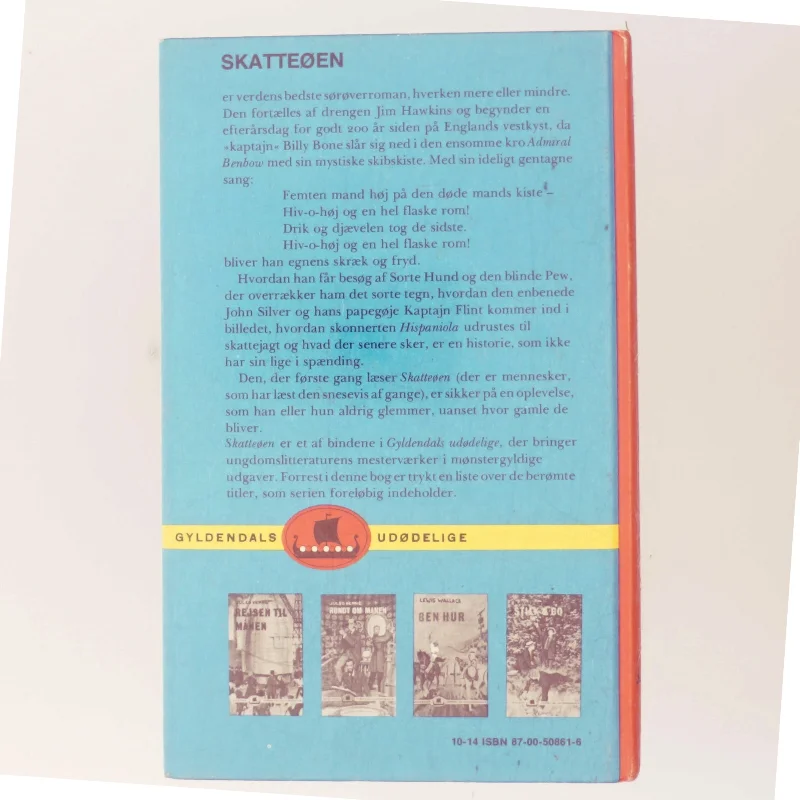 SKATTEØEN
er verdens bedste sørøverroman, hverken mere eller mindre.
Den fortælles af drengen Jim Hawkins og begynder en
efterårsdag for godt 200 år siden på Englands vestkyst, da
»kaptajn« Billy Bone slår sig ned i den ensomme kro Admiral
Benbow med sin mystiske skibskiste. Med sin ideligt gentagne
sang:
Femten mand høj på den døde mands kiste –
Hiv-o-høj og en hel flaske rom!
Drik og djævelen tog de sidste.
Hiv-o-høj og en hel flaske rom!
bliver han egnens skræk og fryd.
Hvordan han får besøg af Sorte Hund og den blinde Pew,
der overrækker ham det sorte tegn, hvordan den enbenede
John Silver og hans papegøje Kaptajn Flint kommer ind i
billedet, hvordan skonnerten Hispaniola udrustes til
skattejagt og hvad der senere sker, er en historie, som ikke
har sin lige i spænding.
Den, der første gang læser Skatteøen (der er mennesker,
som har læst den snesevis af gange), er sikker på en oplevelse,
som han eller hun aldrig glemmer, uanset hvor gamle de
bliver.
Skatteøen er et af bindene i Gyldendals udødelige, der bringer
ungdomslitteraturens mesterværker i mønstergyldige
udgaver. Forrest i denne bog er trykt en liste over de berømte
titler, som serien foreløbig indeholder.
GYLDENDALS UDØDELIGE
JULES VERNE
REJSEN TIL
MÅNEN
JULES VERNE
RUNDT OM MÅNEN
LEWIS WALLACE
BEN HUR
10-14 ISBN 87-00-50861-6